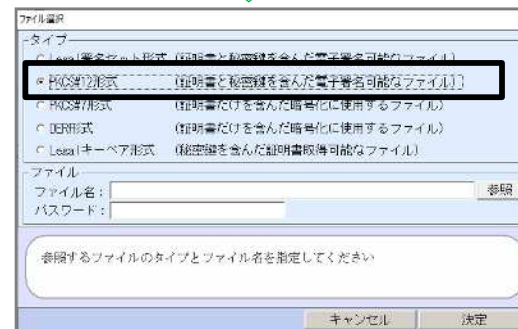 ファイル選択
タイプ
Legal署名セット形式 (証明書と秘密鍵を含んだ電子署名可能なファイル)
PKCS#12形式 (証明書と秘密鍵を含んだ電子署名可能なファイル)
PKCS#7形式 (証明書だけを含んだ暗号化に使用するファイル)
DER形式 (証明書だけを含んだ暗号化に使用するファイル)
Legalキーペア形式 (秘密鍵を含んだ証明書取得可能なファイル)
ファイル
ファイル名: 参照
パスワード:
参照するファイルのタイプとファイル名を指定してください
キャンセル 決定